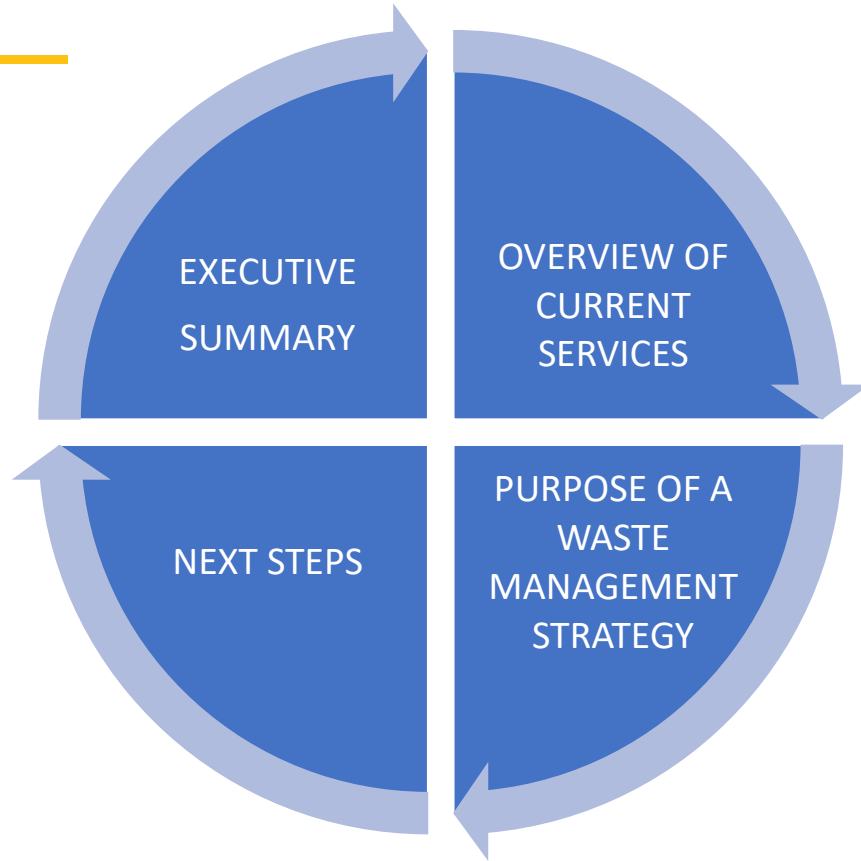 EXECUTIVE
SUMMARY
OVERVIEW OF
CURRENT
SERVICES
PURPOSE OF A
WASTE
MANAGEMENT
STRATEGY
NEXT STEPS